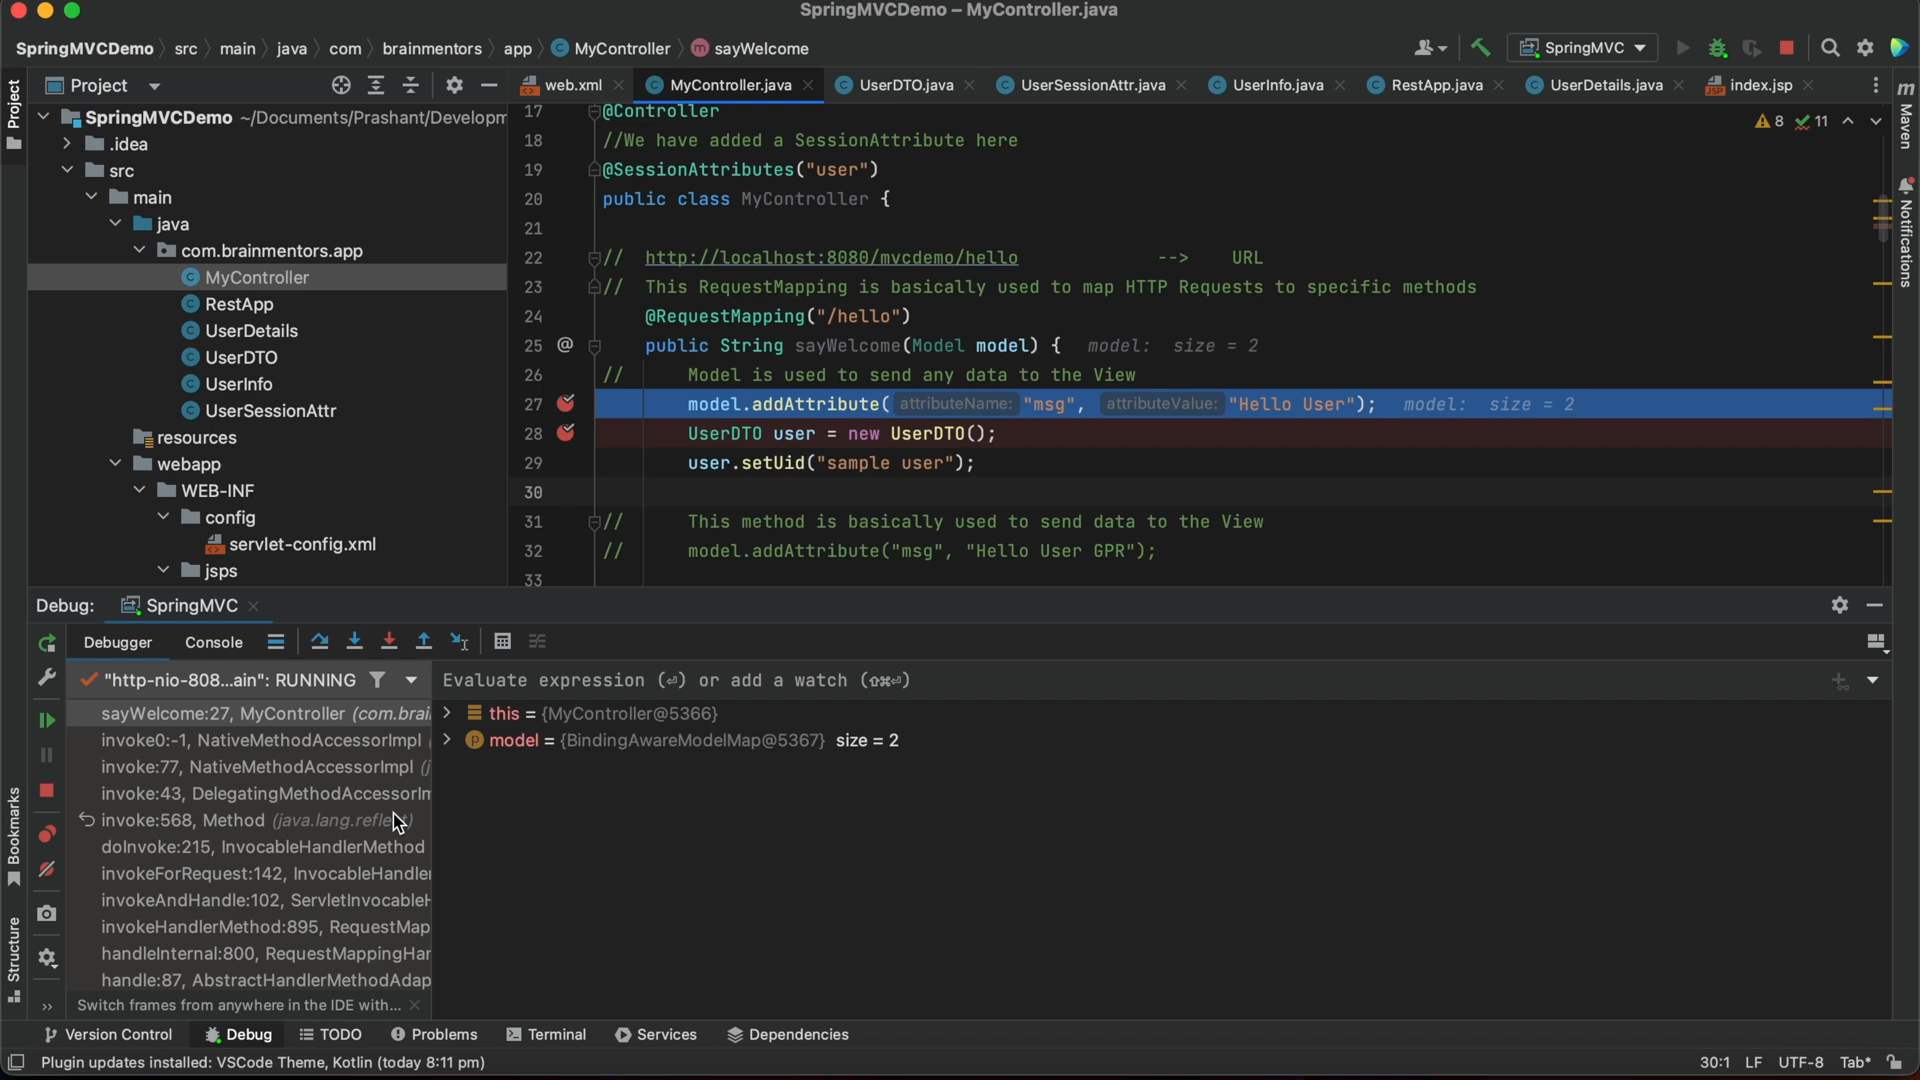 SpringMVCDemo – MyController.java
SpringMVCDemo src main java com brainmentors app MyController sayWelcome
SpringMVC
Project
web.xml MyController.java UserDTO.java UserSessionAttr.java UserInfo.java RestApp.java UserDetails.java index.jsp
SpringMVCDemo ~/Documents/Prashant/Developm
.idea
src
main
java
com.brainmentors.app
MyController
RestApp
UserDetails
UserDTO
UserInfo
UserSessionAttr
resources
webapp
WEB-INF
config
servlet-config.xml
jsps
8 11
17 @Controller
18 //We have added a SessionAttribute here
19 @SessionAttributes("user")
20 public class MyController {
21
22 // http://localhost:8080/mvcdemo/hello --> URL
23 // This RequestMapping is basically used to map HTTP Requests to specific methods
24 @RequestMapping("/hello")
25 @ public String sayWelcome(Model model) { model: size = 2
26 // Model is used to send any data to the View
27 model.addAttribute( attributeName: "msg", attributeValue: "Hello User"); model: size = 2
28 UserDTO user = new UserDTO();
29 user.setUid("sample user");
30
31 // This method is basically used to send data to the View
32 // model.addAttribute("msg", "Hello User GPR");
33
Project
Bookmarks
Structure
Maven
Notifications
Debug: SpringMVC
Debugger Console
"http-nio-808...ain": RUNNING
Evaluate expression (⏎) or add a watch (⇧⌘⏎)
sayWelcome:27, MyController (com.brai
invoke0:-1, NativeMethodAccessorImpl (
invoke:77, NativeMethodAccessorImpl (j
invoke:43, DelegatingMethodAccessorIm
invoke:568, Method (java.lang.reflect)
doInvoke:215, InvocableHandlerMethod
invokeForRequest:142, InvocableHandler
invokeAndHandle:102, ServletInvocableH
invokeHandlerMethod:895, RequestMap
handleInternal:800, RequestMappingHan
handle:87, AbstractHandlerMethodAdap
this = {MyController@5366}
model = {BindingAwareModelMap@5367} size = 2
Switch frames from anywhere in the IDE with...
Version Control Debug TODO Problems Terminal Services Dependencies
Plugin updates installed: VSCode Theme, Kotlin (today 8:11 pm)
30:1 LF UTF-8 Tab*